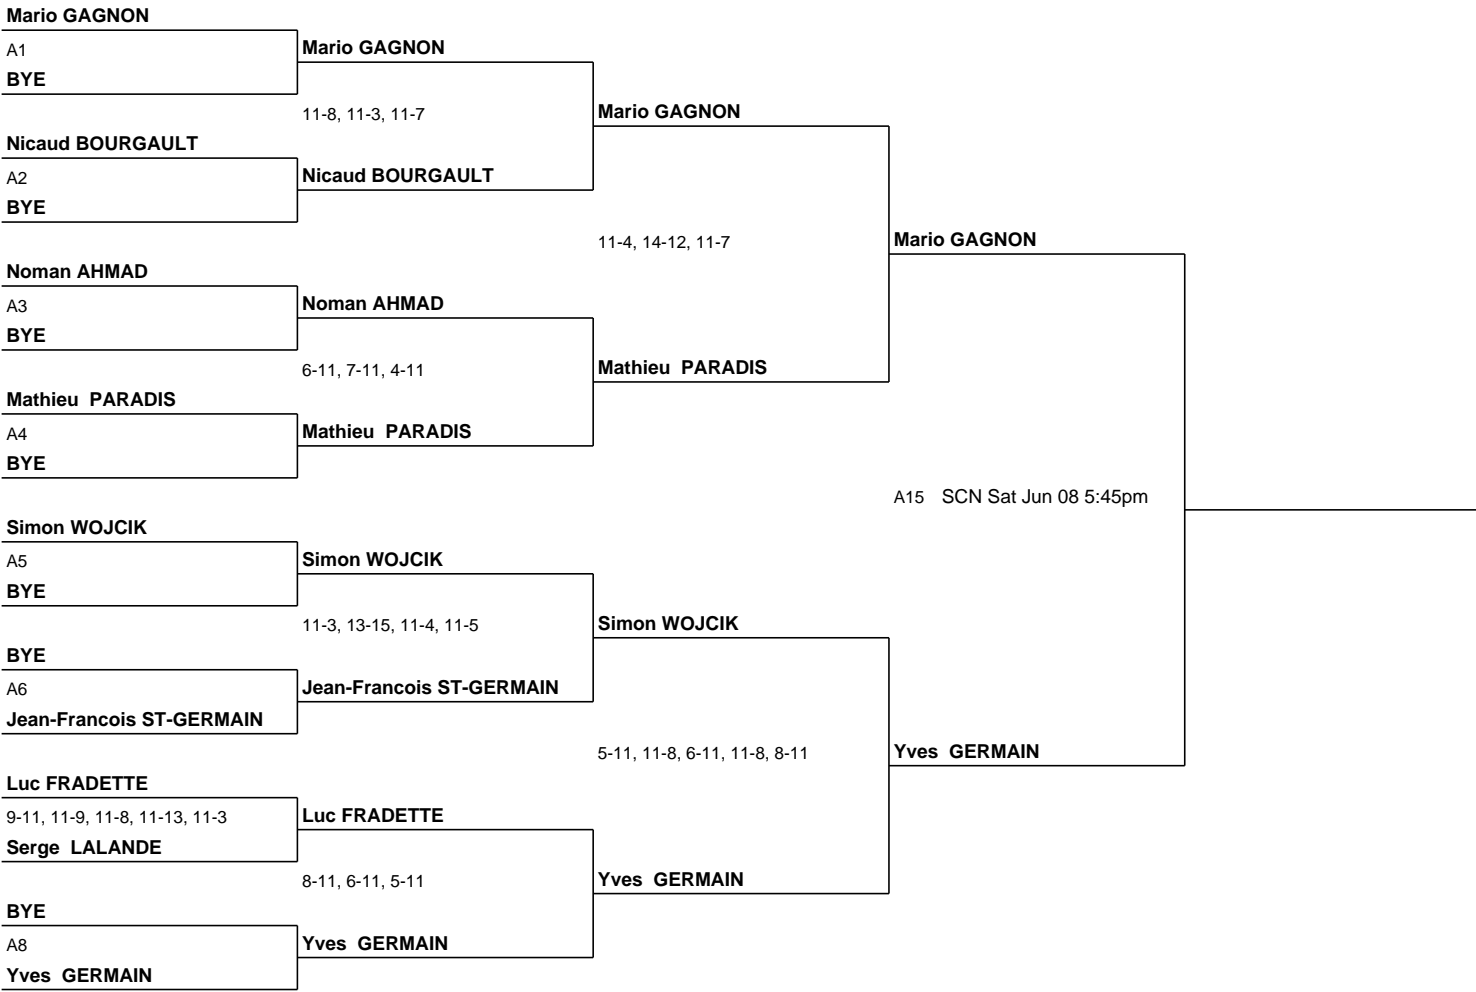 Mario GAGNON
A1
BYE
Mario GAGNON
11-8, 11-3, 11-7
Nicaud BOURGAULT
A2
BYE
Nicaud BOURGAULT
Mario GAGNON
11-4, 14-12, 11-7
Noman AHMAD
A3
BYE
Noman AHMAD
6-11, 7-11, 4-11
Mathieu  PARADIS
A4
BYE
Mathieu  PARADIS
Mathieu  PARADIS
Mario GAGNON
A15 SCN Sat Jun 08 5:45pm
Simon WOJCIK
A5
BYE
Simon WOJCIK
11-3, 13-15, 11-4, 11-5
BYE
A6
Jean-Francois ST-GERMAIN
Jean-Francois ST-GERMAIN
Simon WOJCIK
5-11, 11-8, 6-11, 11-8, 8-11
Luc FRADETTE
9-11, 11-9, 11-8, 11-13, 11-3
Serge  LALANDE
Luc FRADETTE
8-11, 6-11, 5-11
BYE
A8
Yves  GERMAIN
Yves  GERMAIN
Yves  GERMAIN
Yves  GERMAIN